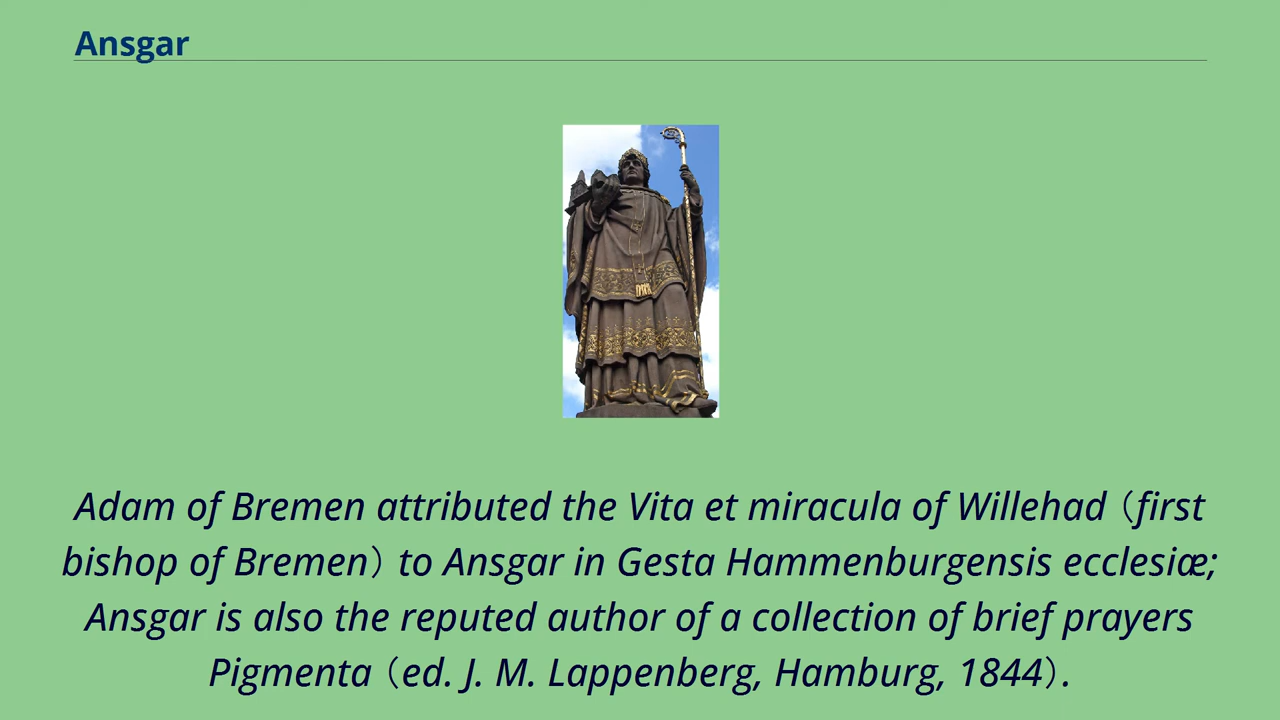 Ansgar
Adam of Bremen attributed the Vita et miracula of Willehad (first
bishop of Bremen) to Ansgar in Gesta Hammenburgensis ecclesiæ;
Ansgar is also the reputed author of a collection of brief prayers
Pigmenta (ed. J. M. Lappenberg, Hamburg, 1844).